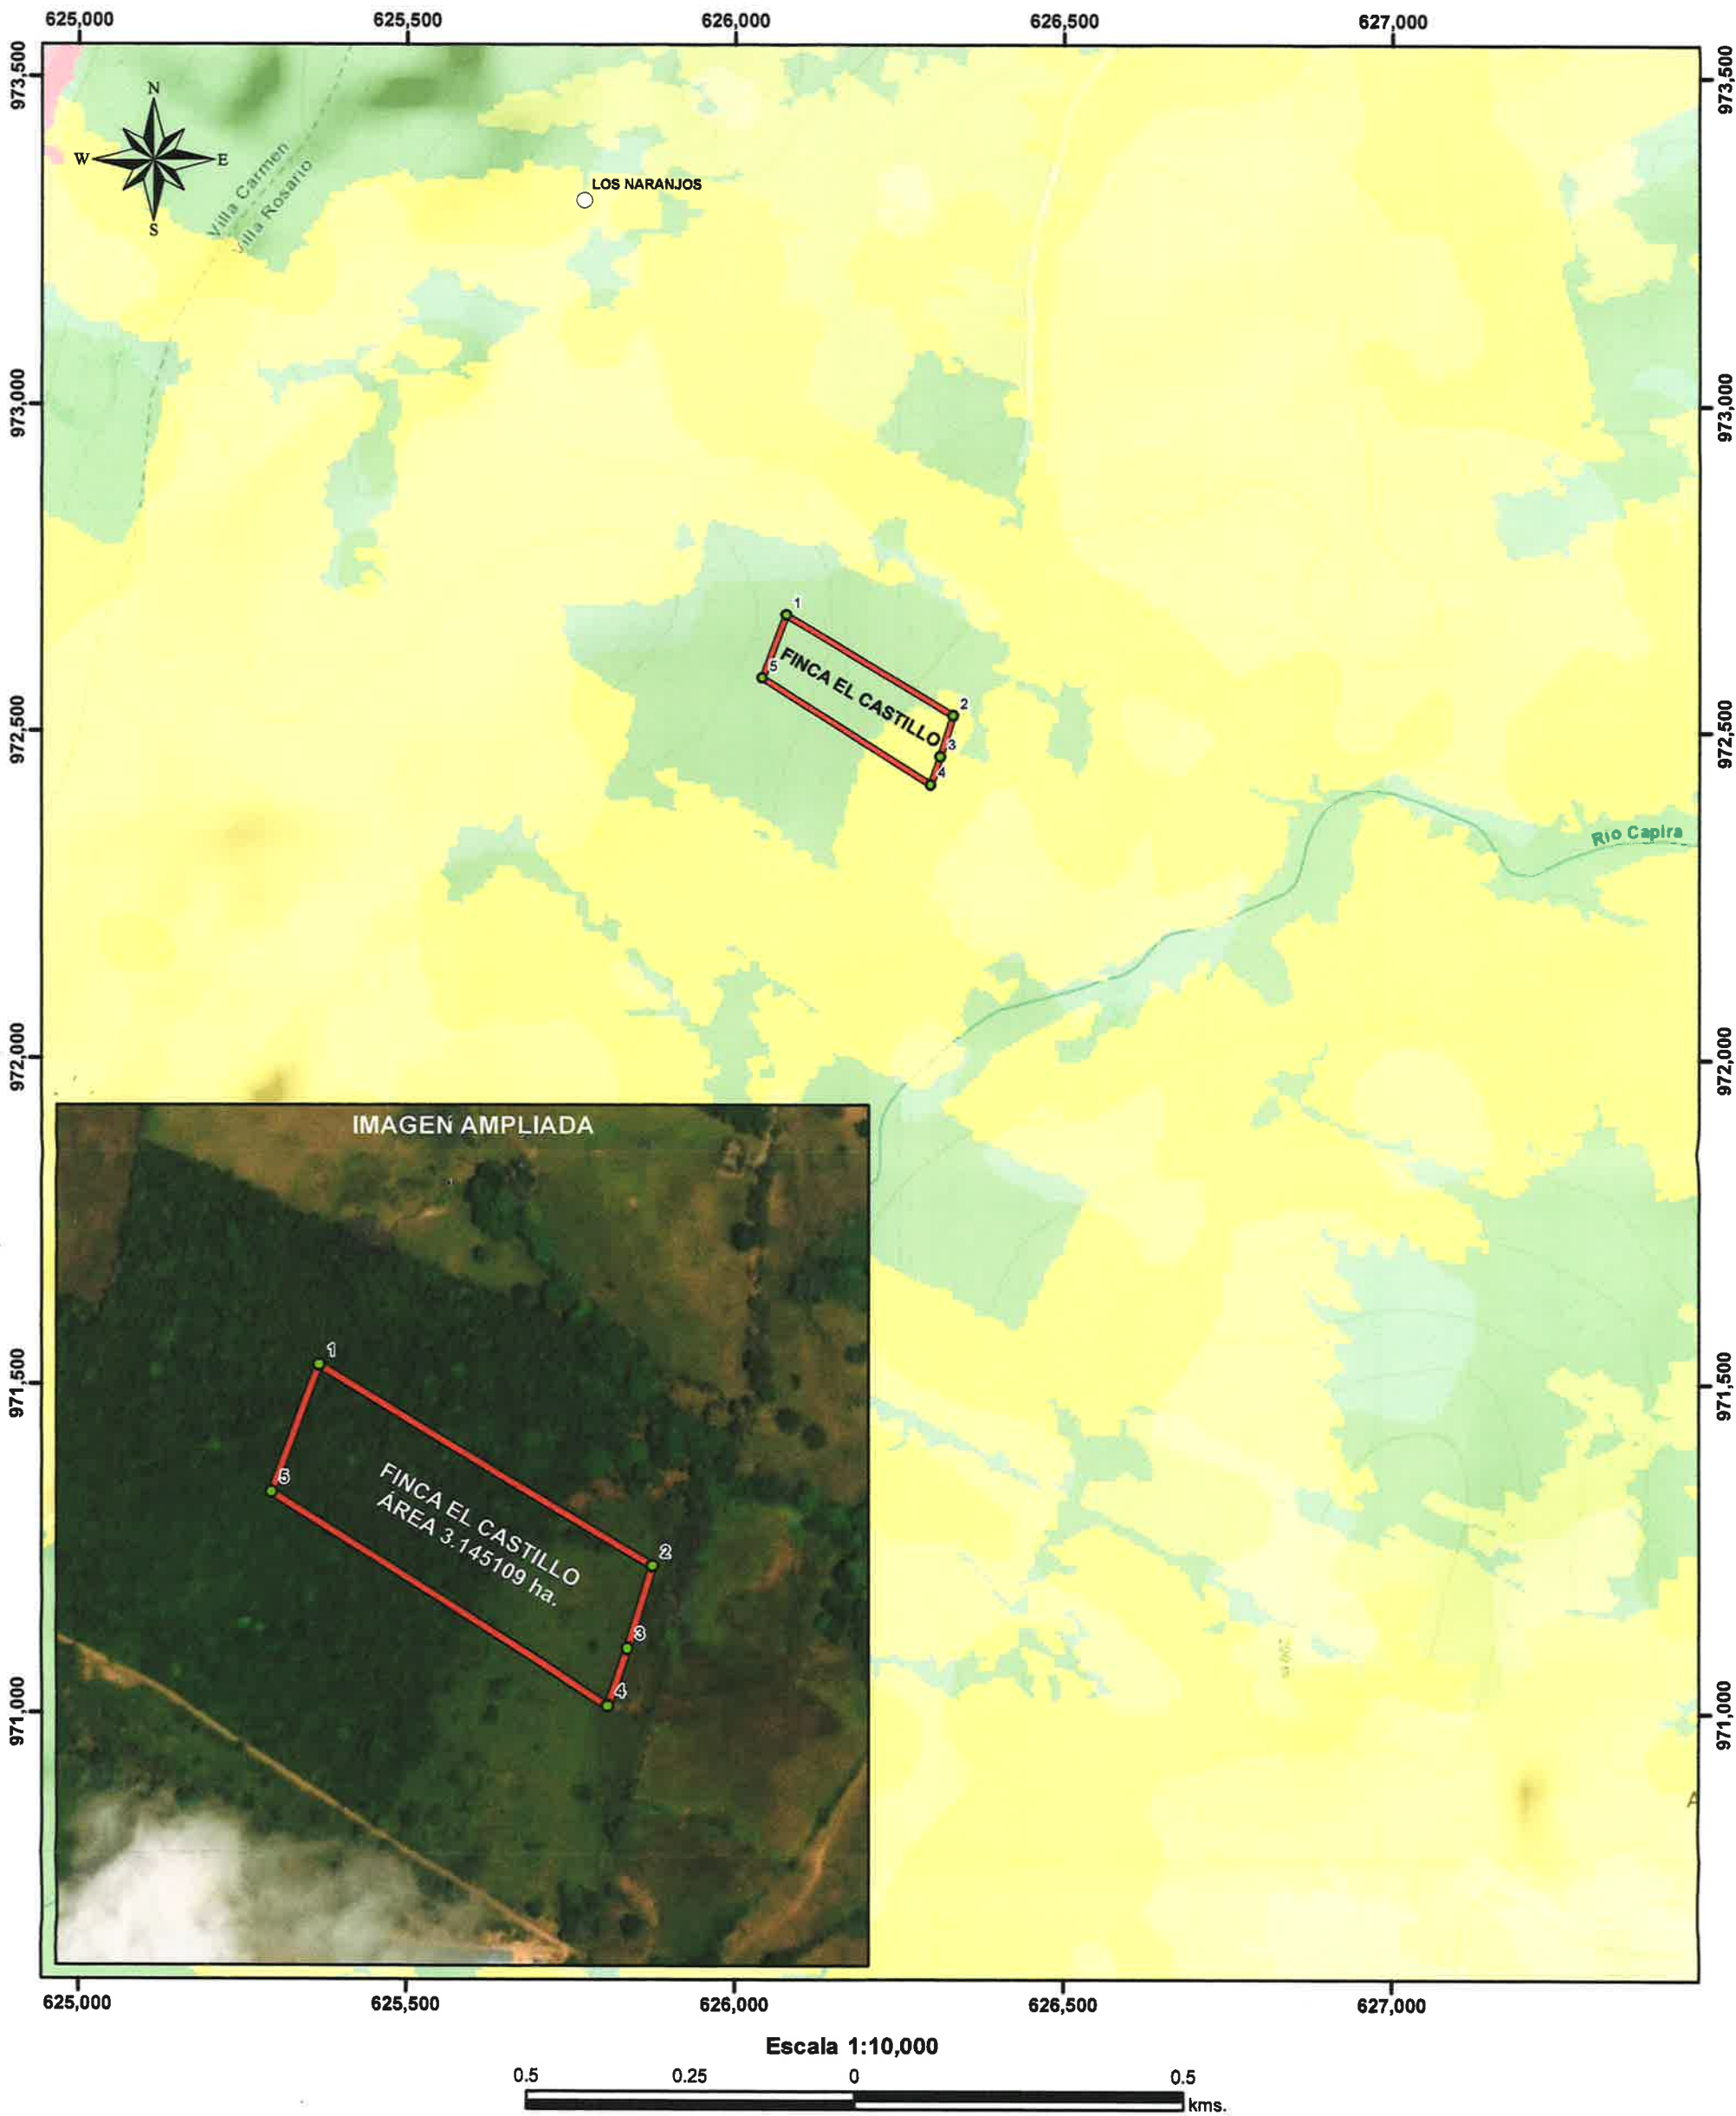 625,000
625,500
626,000
626,500
627,000
973,500
973,500
N
W
E
S
Villa Carmen
Villa Rosario
LOS NARANJOS
973,000
973,000
1
5
FINCA EL CASTILLO
2
3
4
972,500
972,500
Río Capira
972,000
972,000
IMAGEN AMPLIADA
1
5
FINCA EL CASTILLO
ÁREA 3.145109 ha.
2
3
4
971,500
971,500
971,000
971,000
A
625,000
625,500
626,000
626,500
627,000
Escala 1:10,000
0.5
0.25
0
0.5
kms.